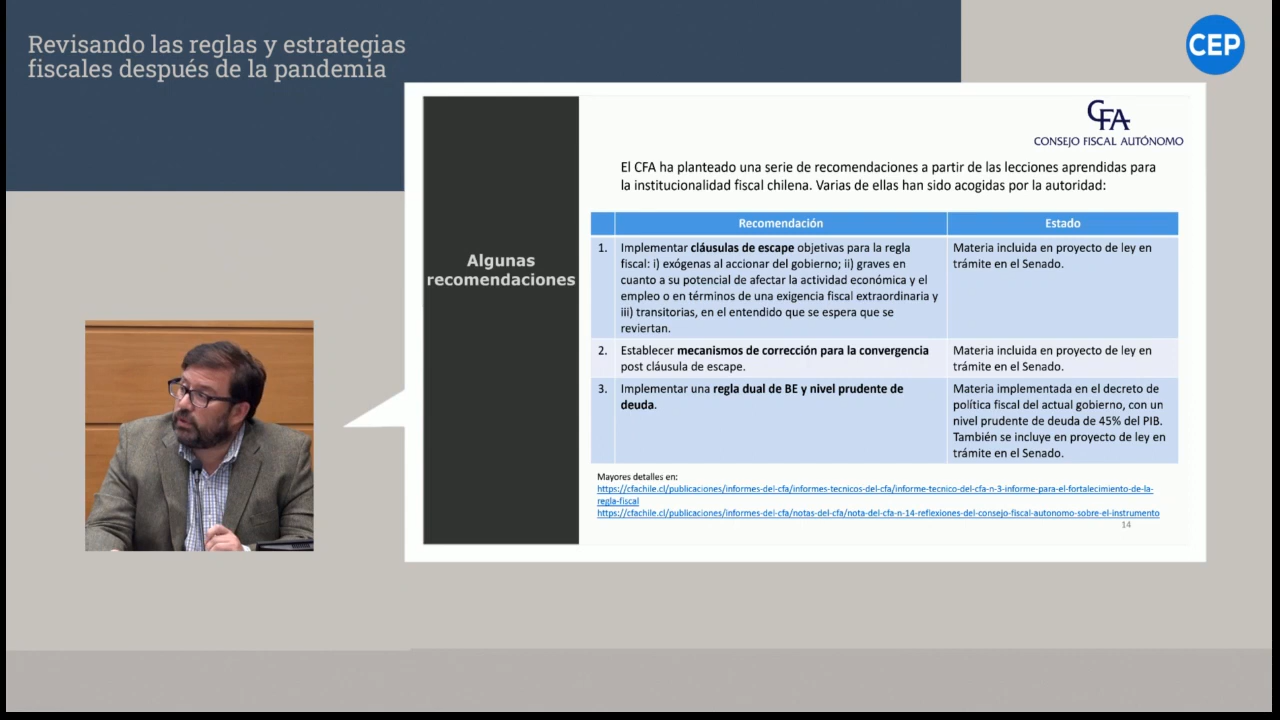 Revisando las reglas y estrategias
fiscales después de la pandemia
CEP
CFA
CONSEJO FISCAL AUTÓNOMO
El CFA ha planteado una serie de recomendaciones a partir de las lecciones aprendidas para
la institucionalidad fiscal chilena. Varias de ellas han sido acogidas por la autoridad:
Algunas
recomendaciones
Recomendación
Estado
1.
Implementar cláusulas de escape objetivas para la regla
fiscal: i) exógenas al accionar del gobierno; ii) graves en
cuanto a su potencial de afectar la actividad económica y el
empleo o en términos de una exigencia fiscal extraordinaria y
iii) transitorias, en el entendido que se espera que se
reviertan.
Materia incluida en proyecto de ley en
trámite en el Senado.
2.
Establecer mecanismos de corrección para la convergencia
post cláusula de escape.
Materia incluida en proyecto de ley en
trámite en el Senado.
3.
Implementar una regla dual de BE y nivel prudente de
deuda.
Materia implementada en el decreto de
política fiscal del actual gobierno, con un
nivel prudente de deuda de 45% del PIB.
También se incluye en proyecto de ley en
trámite en el Senado.
Mayores detalles en:
https://cfachile.cl/publicaciones/informes-del-cfa/informes-tecnicos-del-cfa/informe-tecnico-del-cfa-n-3-informe-para-el-fortalecimiento-de-la-
regla-fiscal
https://cfachile.cl/publicaciones/informes-del-cfa/notas-del-cfa/nota-del-cfa-n-14-reflexiones-del-consejo-fiscal-autonomo-sobre-el-instrumento
14